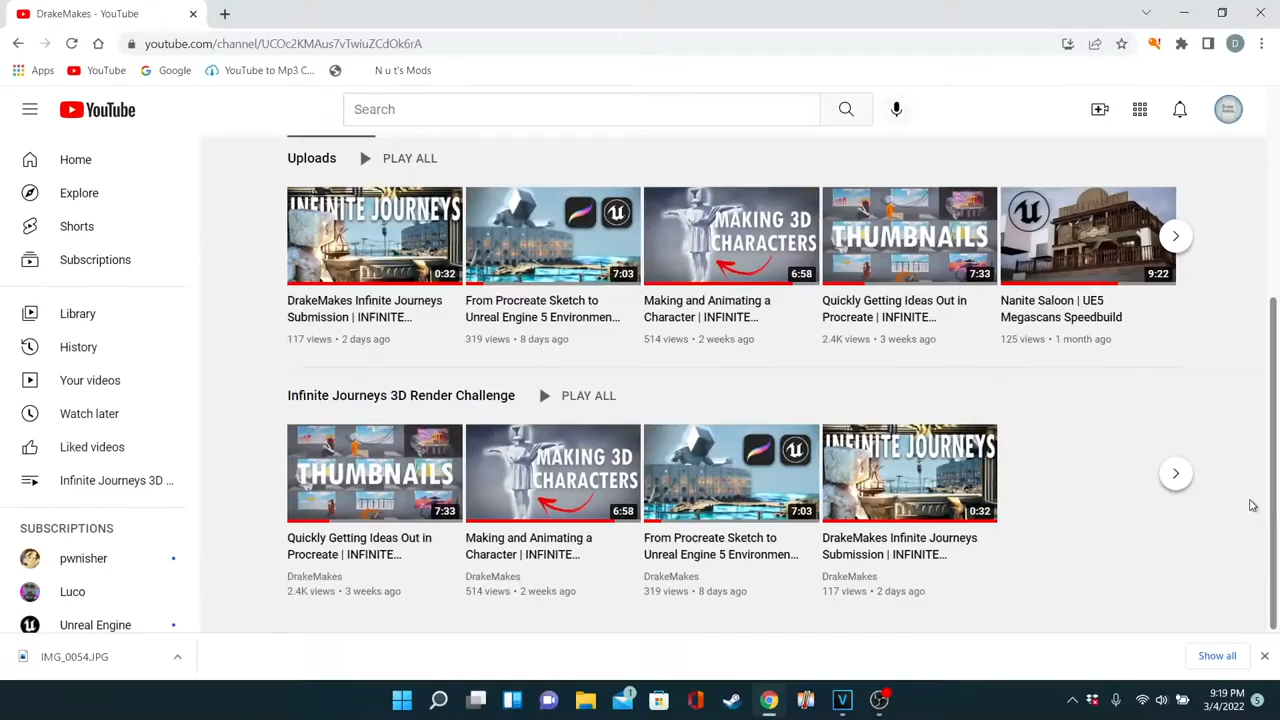 DrakeMakes - YouTube
youtube.com/channel/UCOc2KMAus7vTwiuZCdOk6rA
D
Apps
YouTube
Google
YouTube to Mp3 C...
N u t's Mods
YouTube
Search
Home
Explore
Shorts
Subscriptions
Library
History
Your videos
Watch later
Liked videos
Infinite Journeys 3D ...
SUBSCRIPTIONS
pwnisher
Luco
Unreal Engine
Uploads
PLAY ALL
INFINITE JOURNEYS
0:32
7:03
MAKING 3D
CHARACTERS
6:58
THUMBNAILS
7:33
9:22
DrakeMakes Infinite Journeys
Submission | INFINITE...
117 views • 2 days ago
From Procreate Sketch to
Unreal Engine 5 Environmen...
319 views • 8 days ago
Making and Animating a
Character | INFINITE...
514 views • 2 weeks ago
Quickly Getting Ideas Out in
Procreate | INFINITE...
2.4K views • 3 weeks ago
Nanite Saloon | UE5
Megascans Speedbuild
125 views • 1 month ago
Infinite Journeys 3D Render Challenge
PLAY ALL
THUMBNAILS
7:33
MAKING 3D
CHARACTERS
6:58
7:03
INFINITE JOURNEYS
0:32
Quickly Getting Ideas Out in
Procreate | INFINITE...
DrakeMakes
2.4K views • 3 weeks ago
Making and Animating a
Character | INFINITE...
DrakeMakes
514 views • 2 weeks ago
From Procreate Sketch to
Unreal Engine 5 Environmen...
DrakeMakes
319 views • 8 days ago
DrakeMakes Infinite Journeys
Submission | INFINITE...
DrakeMakes
117 views • 2 days ago
IMG_0054.JPG
Show all
1
V
9:19 PM
3/4/2022
5